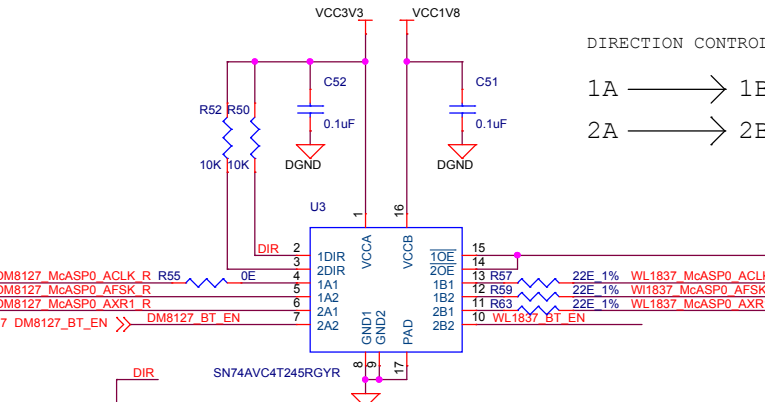 VCC3V3
VCC1V8
DIRECTION CONTROL
1A 1B
2A 2B
C52
C51
R52 R50
0.1uF
0.1uF
10K 10K
DGND
DGND
U3
1
16
VCCA
VCCB
DIR 2 1DIR
3 2DIR
4 1A1
5 1A2
6 2A1
7 2A2
1OE 15
2OE 14
1B1 13
1B2 12
2B1 11
2B2 10
DM8127_McASP0_ACLK_R R55 0E
DM8127_McASP0_AFSK_R
DM8127_McASP0_AXR1_R
7 DM8127_BT_EN DM8127_BT_EN
R57 22E_1% WL1837_McASP0_ACLK
R59 22E_1% Wl1837_McASP0_AFSK
R63 22E_1% WL1837_McASP0_AXR
WL1837_BT_EN
GND1
GND2
PAD
8
9
17
SN74AVC4T245RGYR
DIR